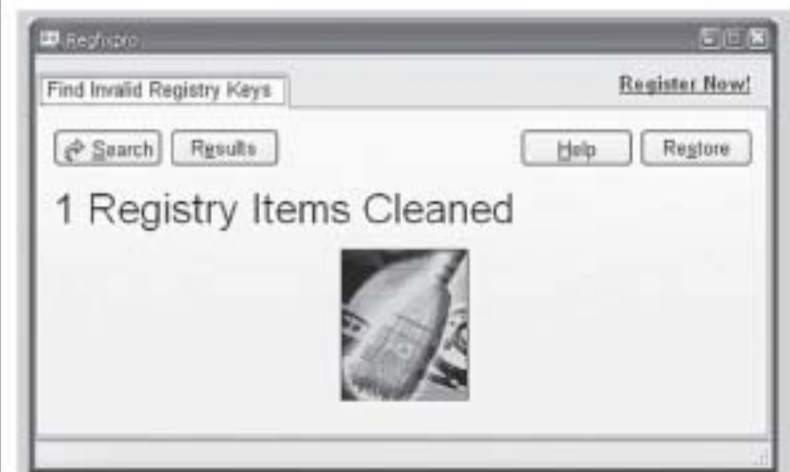 Regfixpro
Find Invalid Registry Keys
Register Now!
Search Results Help Restore
1 Registry Items Cleaned